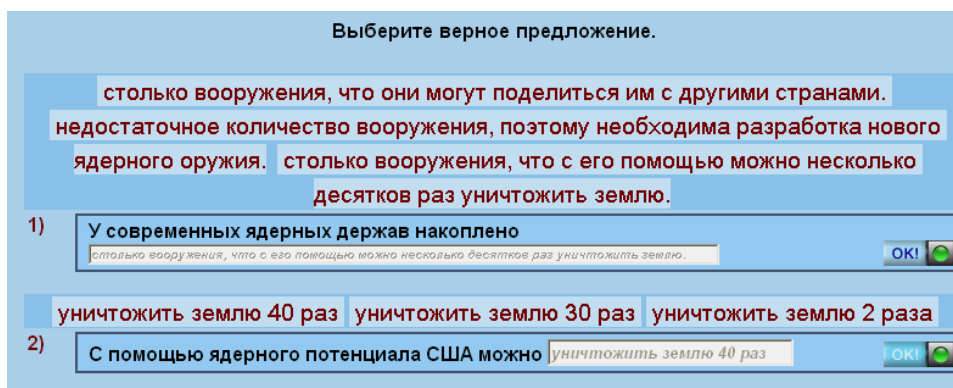 Выберите верное предложение.
столько вооружения, что они могут поделиться им с другими странами.
недостаточное количество вооружения, поэтому необходима разработка нового
ядерного оружия. столько вооружения, что с его помощью можно несколько
десятков раз уничтожить землю.
1) У современных ядерных держав накоплено
столько вооружения, что с его помощью можно несколько десятков раз уничтожить землю. OK!
уничтожить землю 40 раз уничтожить землю 30 раз уничтожить землю 2 раза
2) С помощью ядерного потенциала США можно уничтожить землю 40 раз OK!